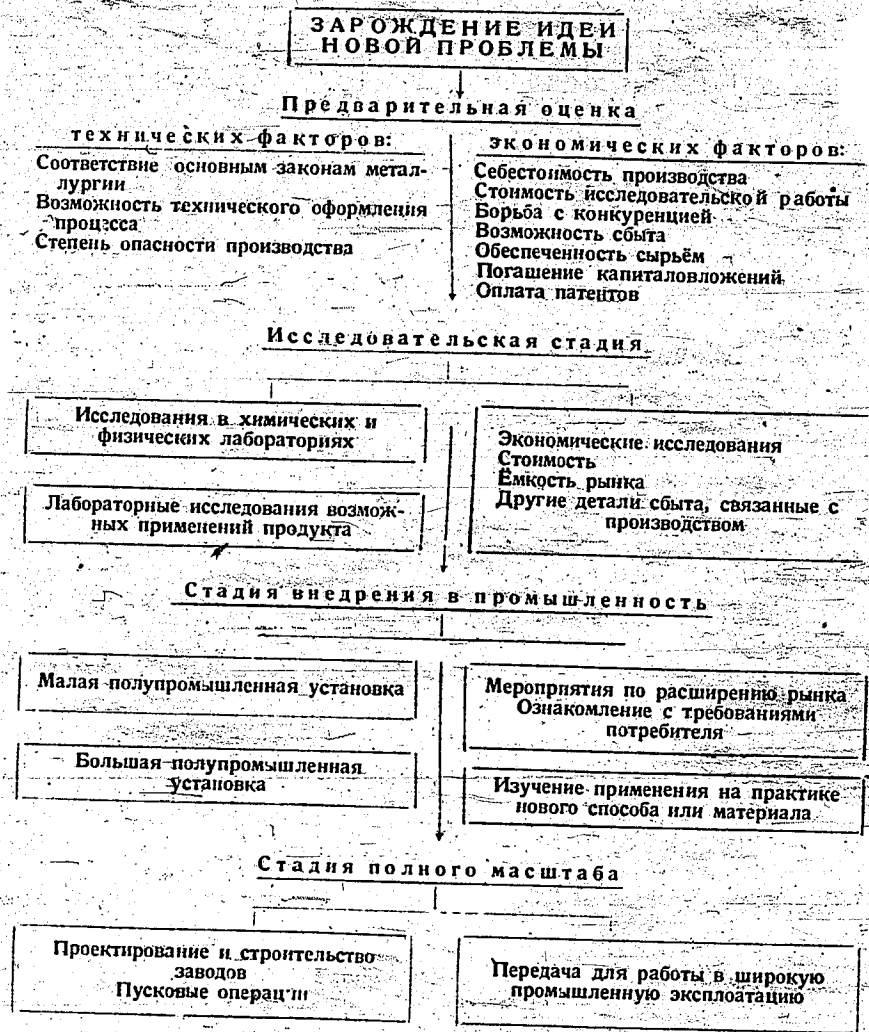 ЗАРОЖДЕНИЕ ИДЕИ
НОВОЙ ПРОБЛЕМЫ
Предварительная оценка
технических факторов:
Соответствие основным законам метал-
лургии
Возможность технического оформления
процесса
Степень опасности производства
экономических факторов:
Себестоимость производства
Стоимость исследовательской работы
Борьба с конкуренцией
Возможность сбыта
Обеспеченность сырьём
Погашение капиталовложений
Оплата патентов
Исследовательская стадия
Исследования в химических и
физических лабораториях
Лабораторные исследования возмож-
ных применений продукта
Экономические исследования
Стоимость
Ёмкость рынка
Другие детали сбыта, связанные с
производством
Стадия внедрения в промышленность
Малая полупромышленная установка
Большая полупромышленная
установка
Мероприятия по расширению рынка
Ознакомление с требованиями
потребителя
Изучение применения на практике
нового способа или материала
Стадия полного масштаба
Проектирование и строительство
заводов
Пусковые операции
Передача для работы в широкую
промышленную эксплоатацию